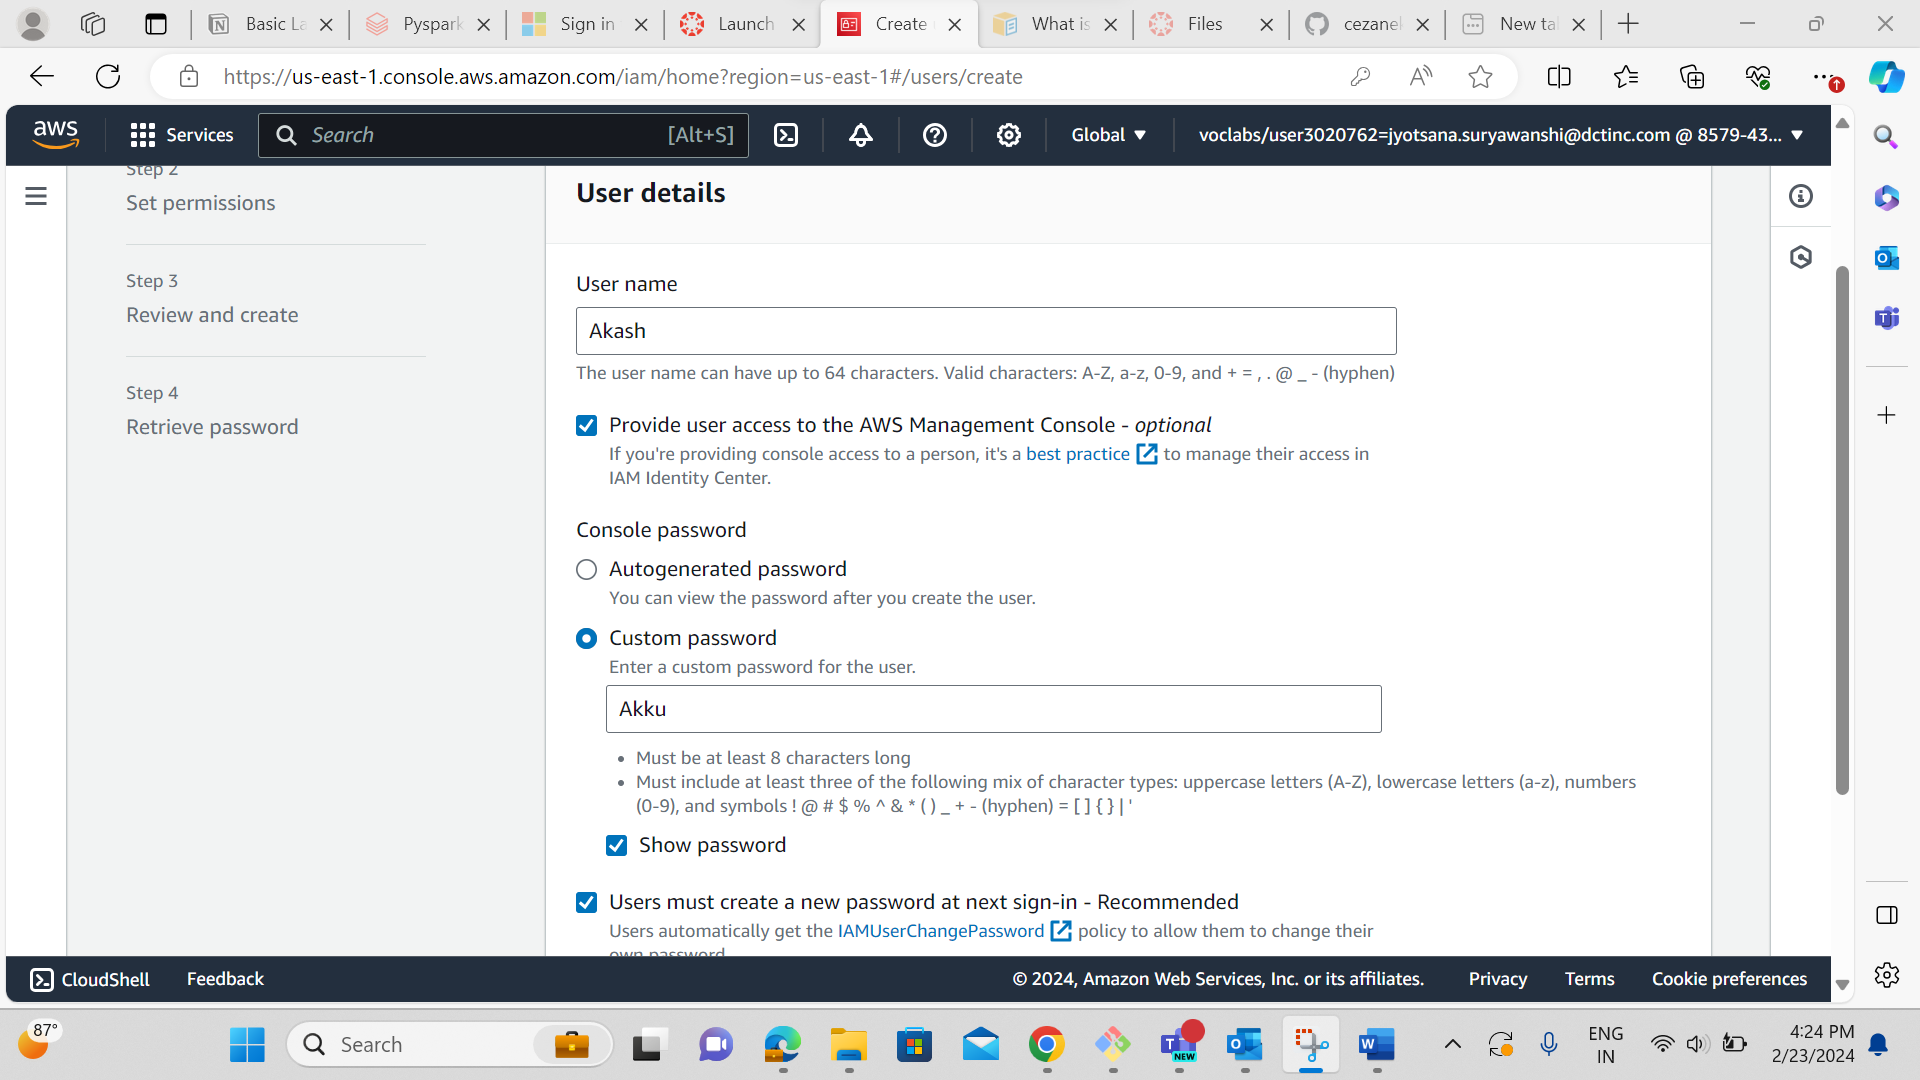 Basic La
Pyspark
Sign in
Launch
Create
What is
Files
cezanel
New ta
https://us-east-1.console.aws.amazon.com/iam/home?region=us-east-1#/users/create
aws
Services
Search
[Alt+S]
Global
voclabs/user3020762=jyotsana.suryawanshi@dctinc.com @ 8579-43...
Step 2
Set permissions
Step 3
Review and create
Step 4
Retrieve password
User details
User name
Akash
The user name can have up to 64 characters. Valid characters: A-Z, a-z, 0-9, and + = , . @ _ - (hyphen)
Provide user access to the AWS Management Console - optional
If you're providing console access to a person, it's a best practice to manage their access in
IAM Identity Center.
Console password
Autogenerated password
You can view the password after you create the user.
Custom password
Enter a custom password for the user.
Akku
• Must be at least 8 characters long
• Must include at least three of the following mix of character types: uppercase letters (A-Z), lowercase letters (a-z), numbers
(0-9), and symbols ! @ # $ % ^ & * ( ) _ + - (hyphen) = [ ] { } | '
Show password
Users must create a new password at next sign-in - Recommended
Users automatically get the IAMUserChangePassword policy to allow them to change their
own password.
CloudShell
Feedback
© 2024, Amazon Web Services, Inc. or its affiliates.
Privacy
Terms
Cookie preferences
87°
Search
NEW
ENG
IN
4:24 PM
2/23/2024